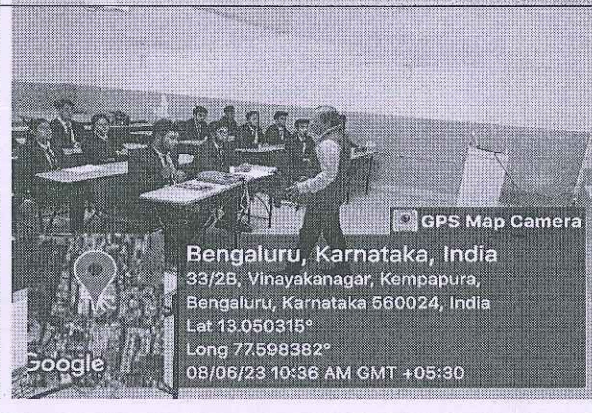 GPS Map Camera
Bengaluru, Karnataka, India
33/2B, Vinayakanagar, Kempapura,
Bengaluru, Karnataka 560024, India
Lat 13.050315°
Long 77.598382°
08/06/23 10:36 AM GMT +05:30
Google